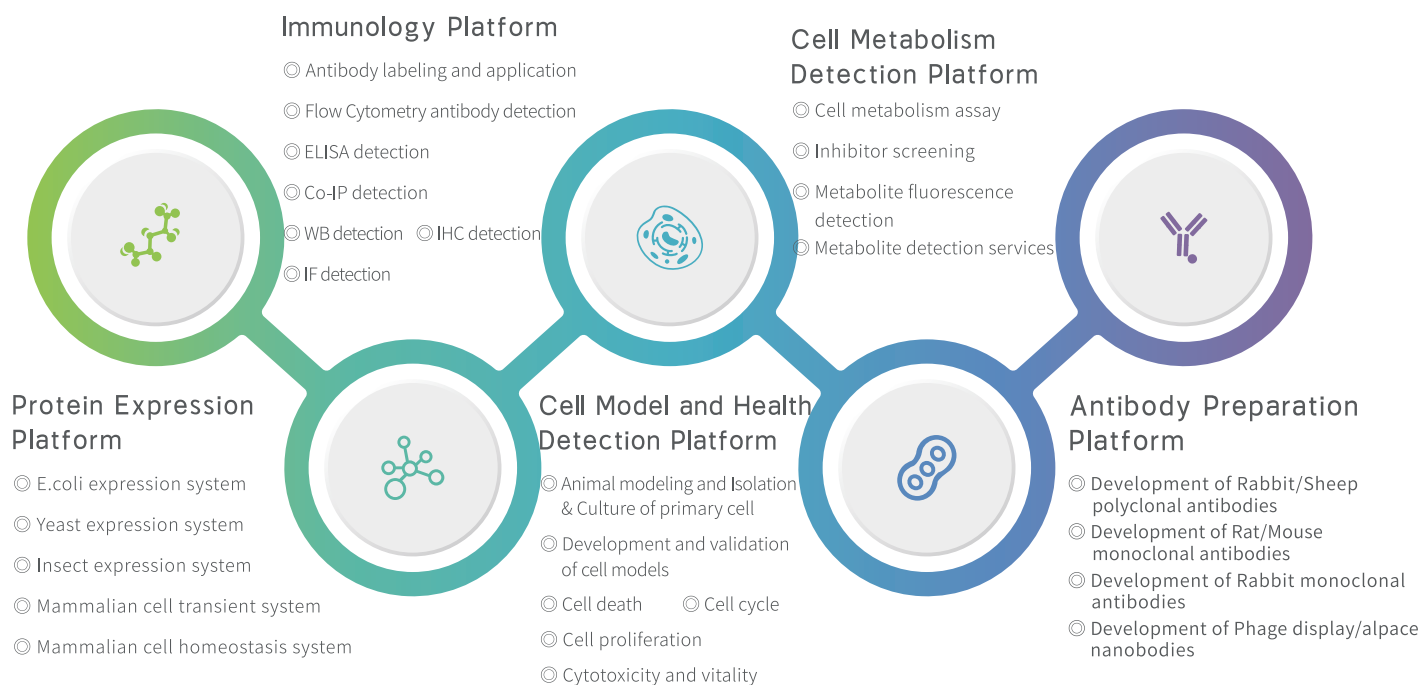 Immunology Platform
◎ Antibody labeling and application
◎ Flow Cytometry antibody detection
◎ ELISA detection
◎ Co-IP detection
◎ WB detection ◎ IHC detection
◎ IF detection
Cell Metabolism
Detection Platform
◎ Cell metabolism assay
◎ Inhibitor screening
◎ Metabolite fluorescence
detection
◎ Metabolite detection services
Protein Expression
Platform
◎ E.coli expression system
◎ Yeast expression system
◎ Insect expression system
◎ Mammalian cell transient system
◎ Mammalian cell homeostasis system
Cell Model and Health
Detection Platform
◎ Animal modeling and Isolation
& Culture of primary cell
◎ Development and validation
of cell models
◎ Cell death ◎ Cell cycle
◎ Cell proliferation
◎ Cytotoxicity and vitality
Antibody Preparation
Platform
◎ Development of Rabbit/Sheep
polyclonal antibodies
◎ Development of Rat/Mouse
monoclonal antibodies
◎ Development of Rabbit monoclonal
antibodies
◎ Development of Phage display/alpace
nanobodies